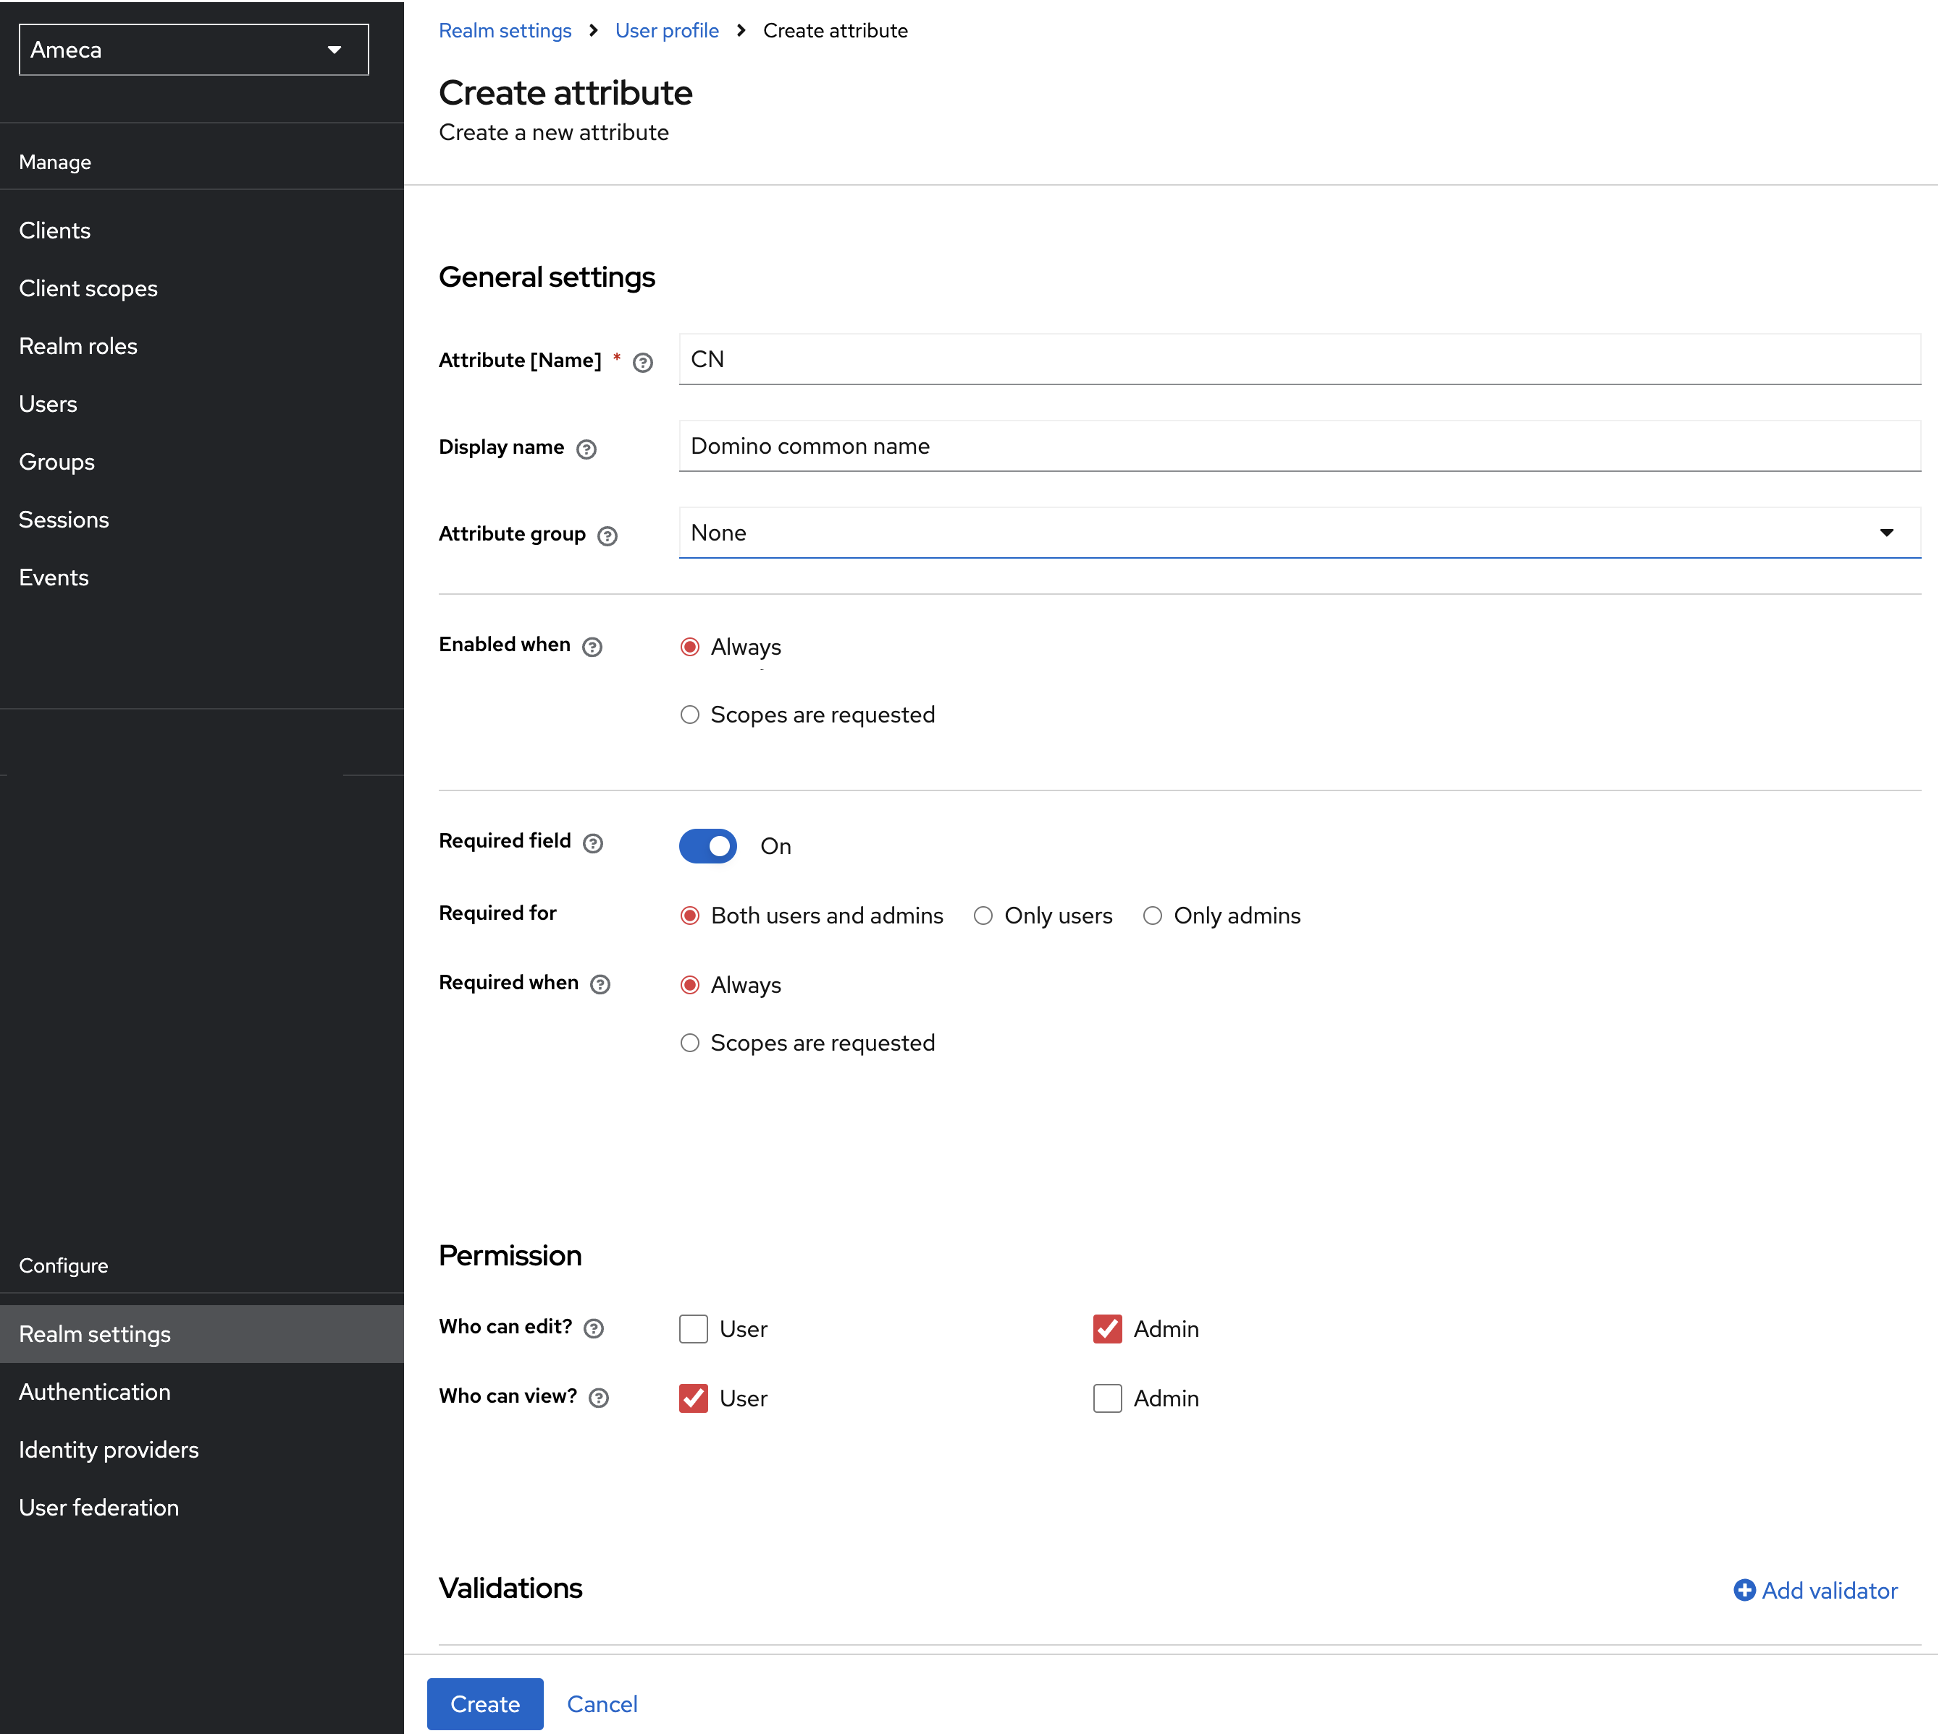 Ameca
Manage
Clients
Client scopes
Realm roles
Users
Groups
Sessions
Events
Configure
Realm settings
Authentication
Identity providers
User federation
Realm settings > User profile > Create attribute
Create attribute
Create a new attribute
General settings
Attribute [Name] * CN
Display name Domino common name
Attribute group None
Enabled when Always
Scopes are requested
Required field On
Required for Both users and admins Only users Only admins
Required when Always
Scopes are requested
Permission
Who can edit? User Admin
Who can view? User Admin
Validations Add validator
Create Cancel